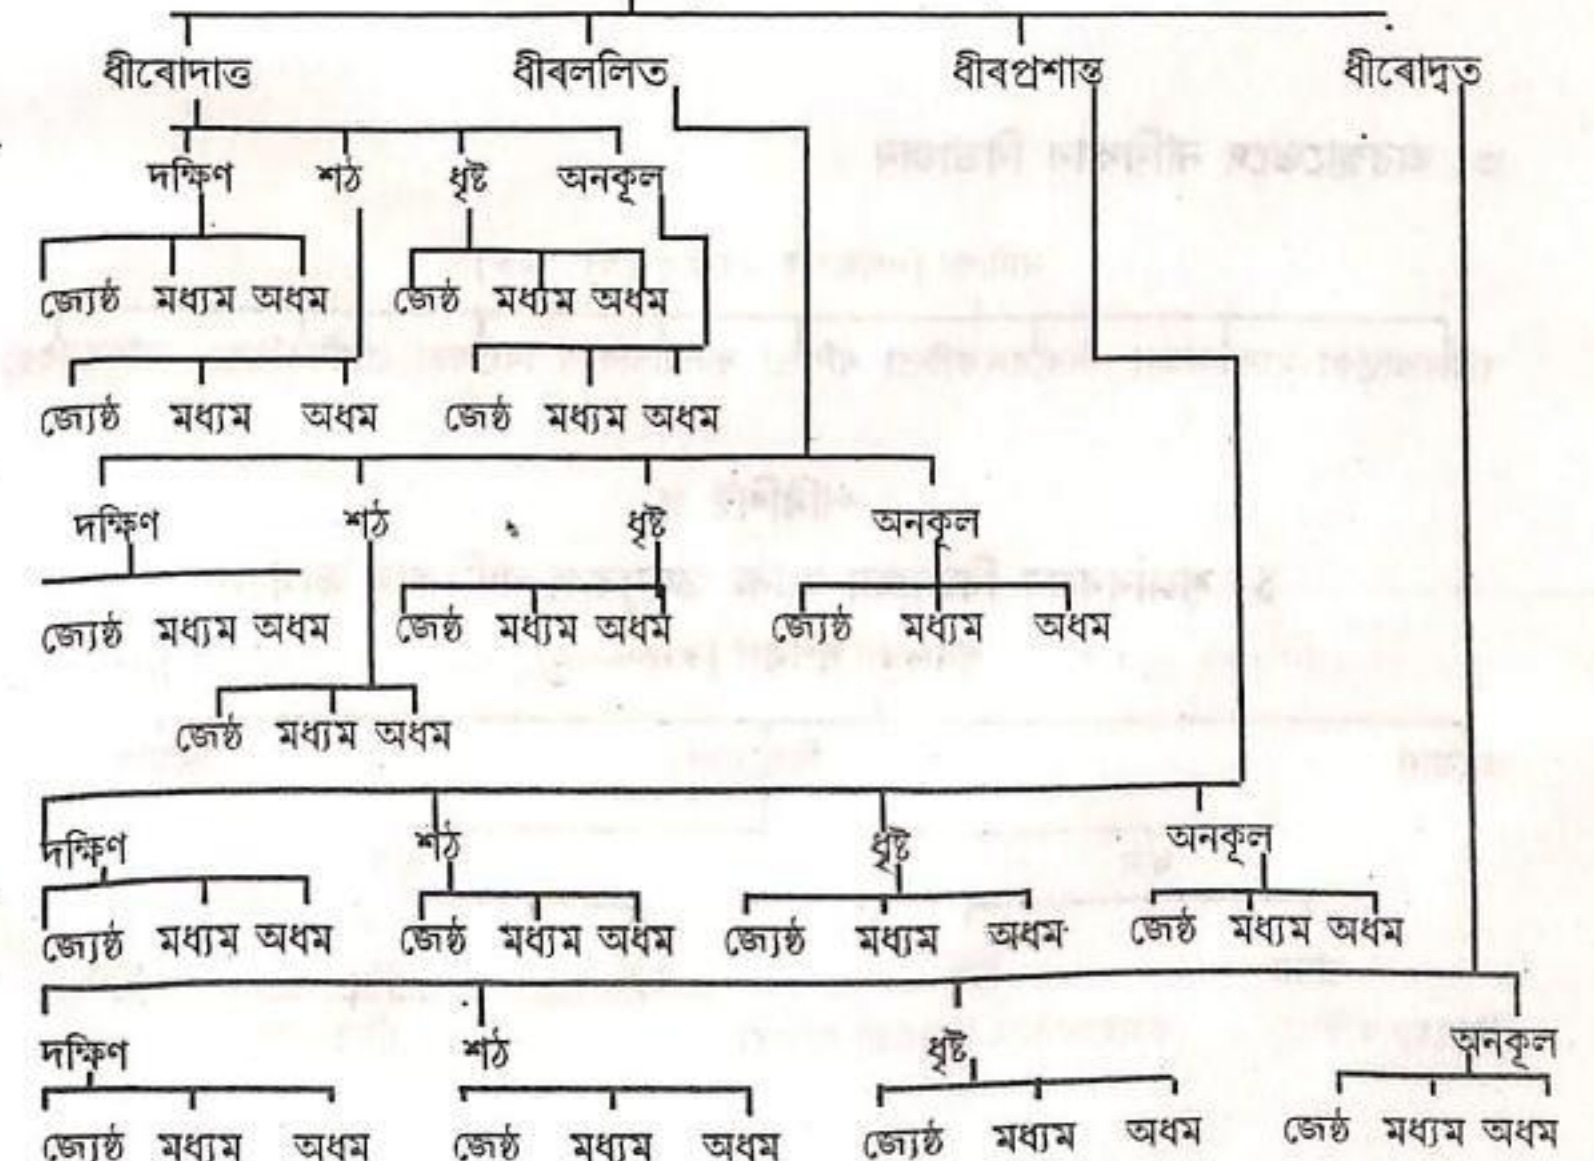 ধীৰোদাত্ত ধীৰললিত ধীৰপ্ৰশান্ত ধীৰোদ্বত
দক্ষিণ শঠ ধৃষ্ট অনকূল
জ্যেষ্ঠ মধ্যম অধম জেষ্ঠ মধ্যম অধম
জ্যেষ্ঠ মধ্যম অধম জেষ্ঠ মধ্যম অধম
দক্ষিণ শঠ ধৃষ্ট অনকূল
জ্যেষ্ঠ মধ্যম অধম জেষ্ঠ মধ্যম অধম জ্যেষ্ঠ মধ্যম অধম
জেষ্ঠ মধ্যম অধম
দক্ষিণ শঠ ধৃষ্ট অনকূল
জ্যেষ্ঠ মধ্যম অধম জেষ্ঠ মধ্যম অধম জ্যেষ্ঠ মধ্যম অধম জেষ্ঠ মধ্যম অধম
দক্ষিণ শঠ ধৃষ্ট অনকূল
জ্যেষ্ঠ মধ্যম অধম জেষ্ঠ মধ্যম অধম জ্যেষ্ঠ মধ্যম অধম জেষ্ঠ মধ্যম অধম